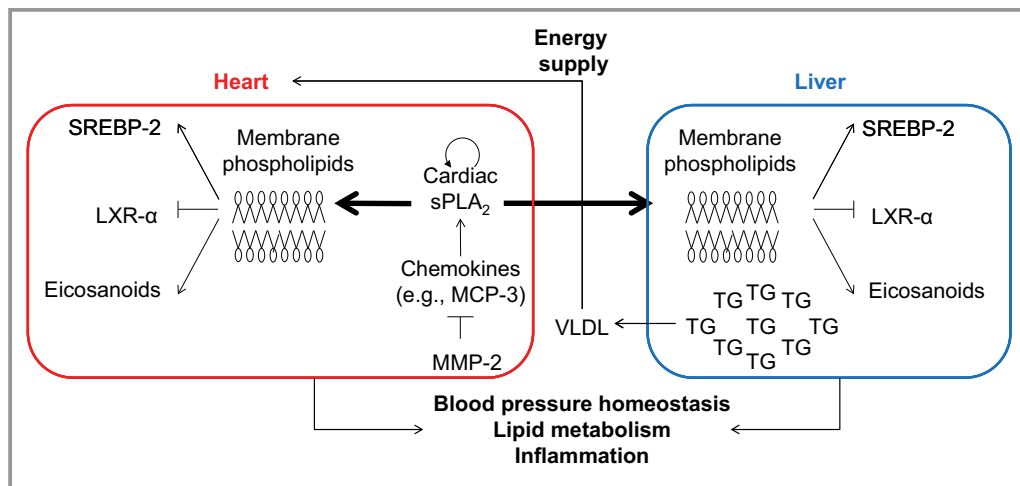 Energy
supply
Heart
Liver
SREBP-2
Membrane
phospholipids
LXR-α
Eicosanoids
Cardiac
sPLA₂
Chemokines
(e.g., MCP-3)
MMP-2
VLDL
Membrane
phospholipids
SREBP-2
LXR-α
Eicosanoids
TG
TG
TG
TG
TG
TG
TG
TG
TG
Blood pressure homeostasis
Lipid metabolism
Inflammation